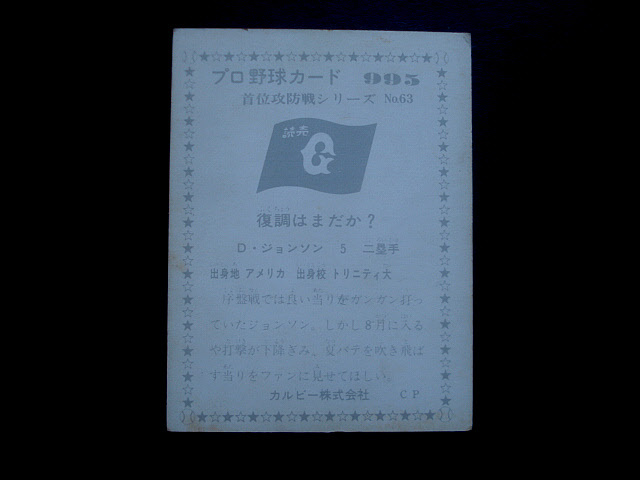 プロ野球カード 995
首位攻防戦シリーズ No.63
読売
G
復調はまだか?
D・ジョンソン 5 二塁手
出身地 アメリカ 出身校 トリニティ大
序盤戦では良い当りをガンガン打っ
ていたジョンソン。しかし8月に入る
や打撃が下降ぎみ、夏バテを吹き飛ば
す当りをファンに見せてほしい。
カルビー株式会社 CP